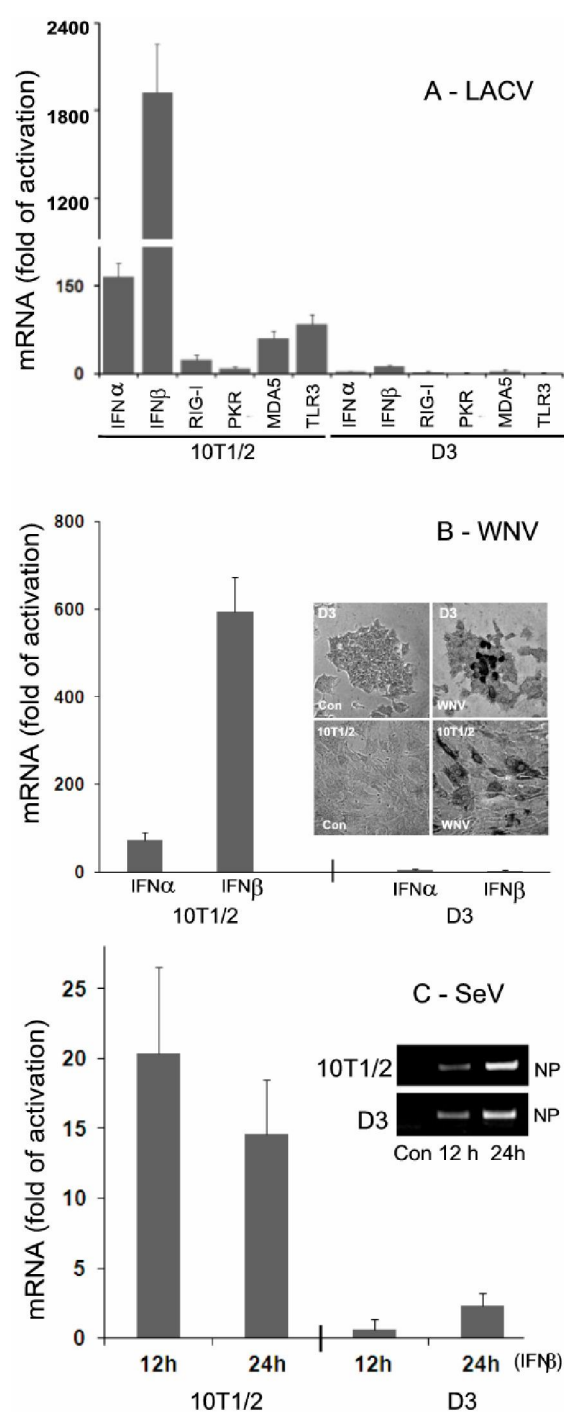 2400
A - LACV
1800
1200
150
0
mRNA (fold of activation)
IFNα IFNβ RIG-I PKR MDA5 TLR3 IFNα IFNβ RIG-I PKR MDA5 TLR3
10T1/2 D3
800
B - WNV
600
400
200
0
mRNA (fold of activation)
D3 D3
Con WNV
10T1/2 10T1/2
Con WNV
IFNα IFNβ IFNα IFNβ
10T1/2 D3
25
C - SeV
20
15
10
5
0
mRNA (fold of activation)
10T1/2 NP
D3 NP
Con 12 h 24h
12h 24h 12h 24h (IFNβ)
10T1/2 D3